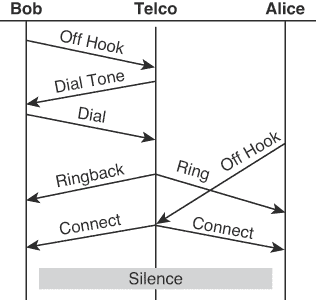 Bob Telco Alice
Off Hook
Dial Tone
Dial
Off Hook
Ringback
Ring
Connect
Connect
Silence